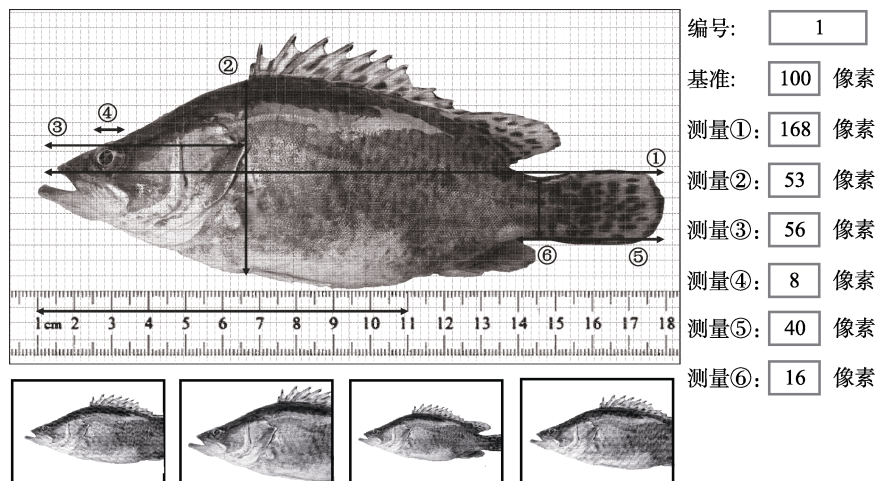 编号: 1
基准: 100 像素
测量①: 168 像素
测量②: 53 像素
测量③: 56 像素
测量④: 8 像素
测量⑤: 40 像素
测量⑥: 16 像素
②
④
③
①
⑥
⑤
1 cm 2 3 4 5 6 7 8 9 10 11 12 13 14 15 16 17 18